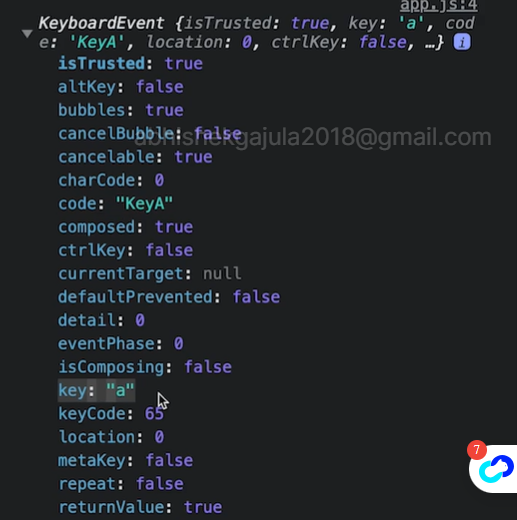 app.js:4
KeyboardEvent {isTrusted: true, key: 'a', cod
e: 'KeyA', location: 0, ctrlKey: false, …} i
isTrusted: true
altKey: false
bubbles: true
cancelBubble: false
abhishekgajula2018@gmail.com
cancelable: true
charCode: 0
code: "KeyA"
composed: true
ctrlKey: false
currentTarget: null
defaultPrevented: false
detail: 0
eventPhase: 0
isComposing: false
key: "a"
keyCode: 65
location: 0
7
metaKey: false
repeat: false
returnValue: true